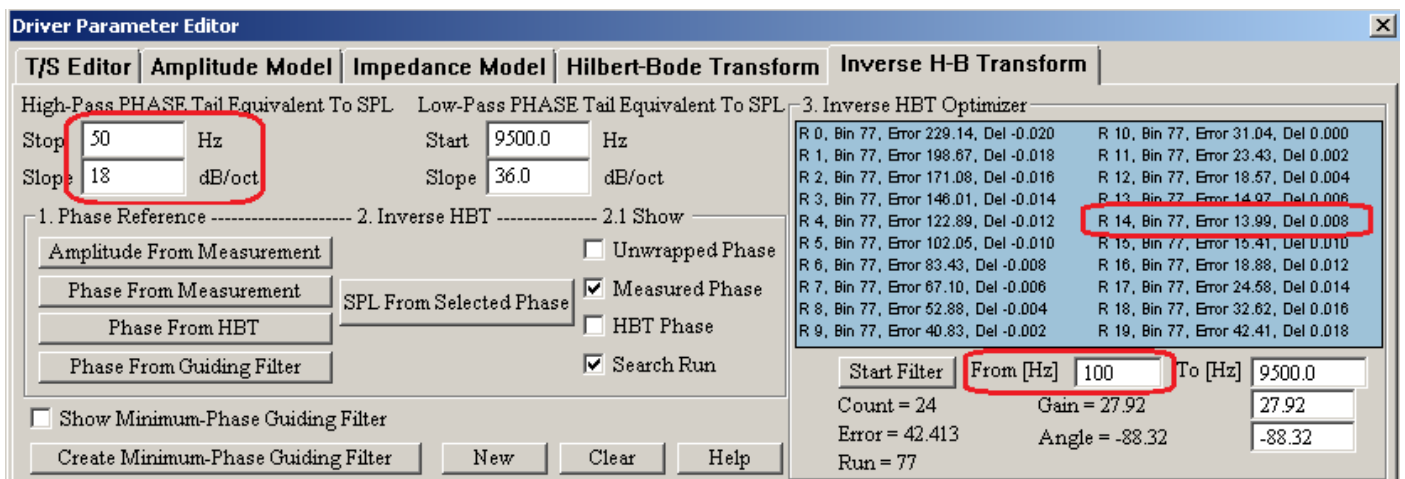 Driver Parameter Editor
T/S Editor Amplitude Model Impedance Model Hilbert-Bode Transform Inverse H-B Transform
High-Pass PHASE Tail Equivalent To SPL Low-Pass PHASE Tail Equivalent To SPL
Stop 50 Hz Start 9500.0 Hz
Slope 18 dB/oct Slope 36.0 dB/oct
1. Phase Reference -------------------- 2. Inverse HBT -------------- 2.1 Show
Amplitude From Measurement
Phase From Measurement
Phase From HBT
Phase From Guiding Filter
SPL From Selected Phase
Unwrapped Phase
Measured Phase
HBT Phase
Search Run
Show Minimum-Phase Guiding Filter
Create Minimum-Phase Guiding Filter New Clear Help
3. Inverse HBT Optimizer
R 0, Bin 77, Error 229.14, Del -0.020 R 10, Bin 77, Error 31.04, Del 0.000
R 1, Bin 77, Error 198.67, Del -0.018 R 11, Bin 77, Error 23.43, Del 0.002
R 2, Bin 77, Error 171.08, Del -0.016 R 12, Bin 77, Error 18.57, Del 0.004
R 3, Bin 77, Error 146.01, Del -0.014 R 13, Bin 77, Error 14.97, Del 0.006
R 4, Bin 77, Error 122.89, Del -0.012 R 14, Bin 77, Error 13.99, Del 0.008
R 5, Bin 77, Error 102.05, Del -0.010 R 15, Bin 77, Error 15.41, Del 0.010
R 6, Bin 77, Error 83.43, Del -0.008 R 16, Bin 77, Error 18.88, Del 0.012
R 7, Bin 77, Error 67.10, Del -0.006 R 17, Bin 77, Error 24.58, Del 0.014
R 8, Bin 77, Error 52.88, Del -0.004 R 18, Bin 77, Error 32.62, Del 0.016
R 9, Bin 77, Error 40.83, Del -0.002 R 19, Bin 77, Error 42.41, Del 0.018
Start Filter From [Hz] 100 To [Hz] 9500.0
Count = 24 Gain = 27.92 27.92
Error = 42.413 Angle = -88.32 -88.32
Run = 77